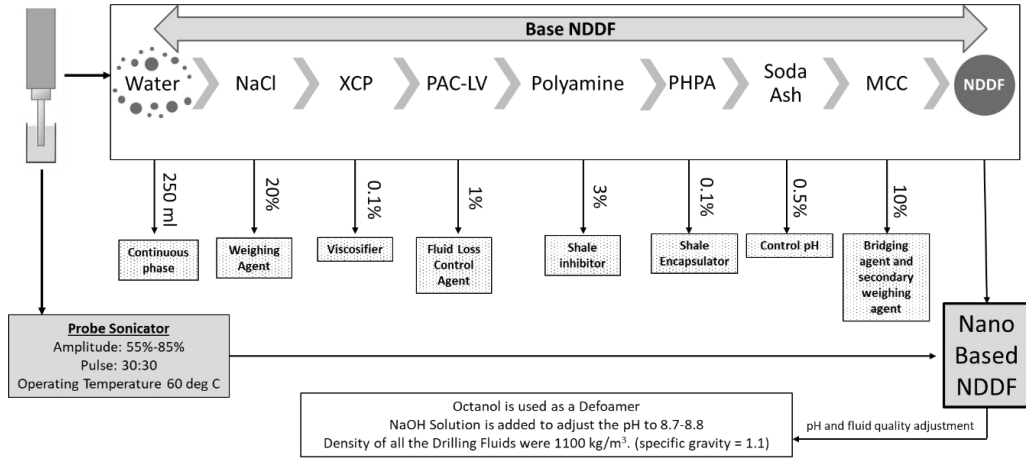 Base NDDF
Water
NaCl
XCP
PAC-LV
Polyamine
PHPA
Soda
Ash
MCC
NDDF
250 ml
20%
0.1%
1%
3%
0.1%
0.5%
10%
Continuous
phase
Weighing
Agent
Viscosifier
Fluid Loss
Control
Agent
Shale
inhibitor
Shale
Encapsulator
Control pH
Bridging
agent and
secondary
weighing
agent
Probe Sonicator
Amplitude: 55%-85%
Pulse: 30:30
Operating Temperature 60 deg C
Nano
Based
NDDF
Octanol is used as a Defoamer
NaOH Solution is added to adjust the pH to 8.7-8.8
Density of all the Drilling Fluids were 1100 kg/m³. (specific gravity = 1.1)
pH and fluid quality adjustment